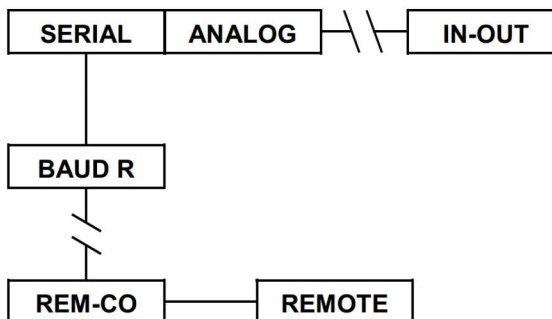 SERIAL ANALOG IN-OUT
BAUD R
REM-CO REMOTE